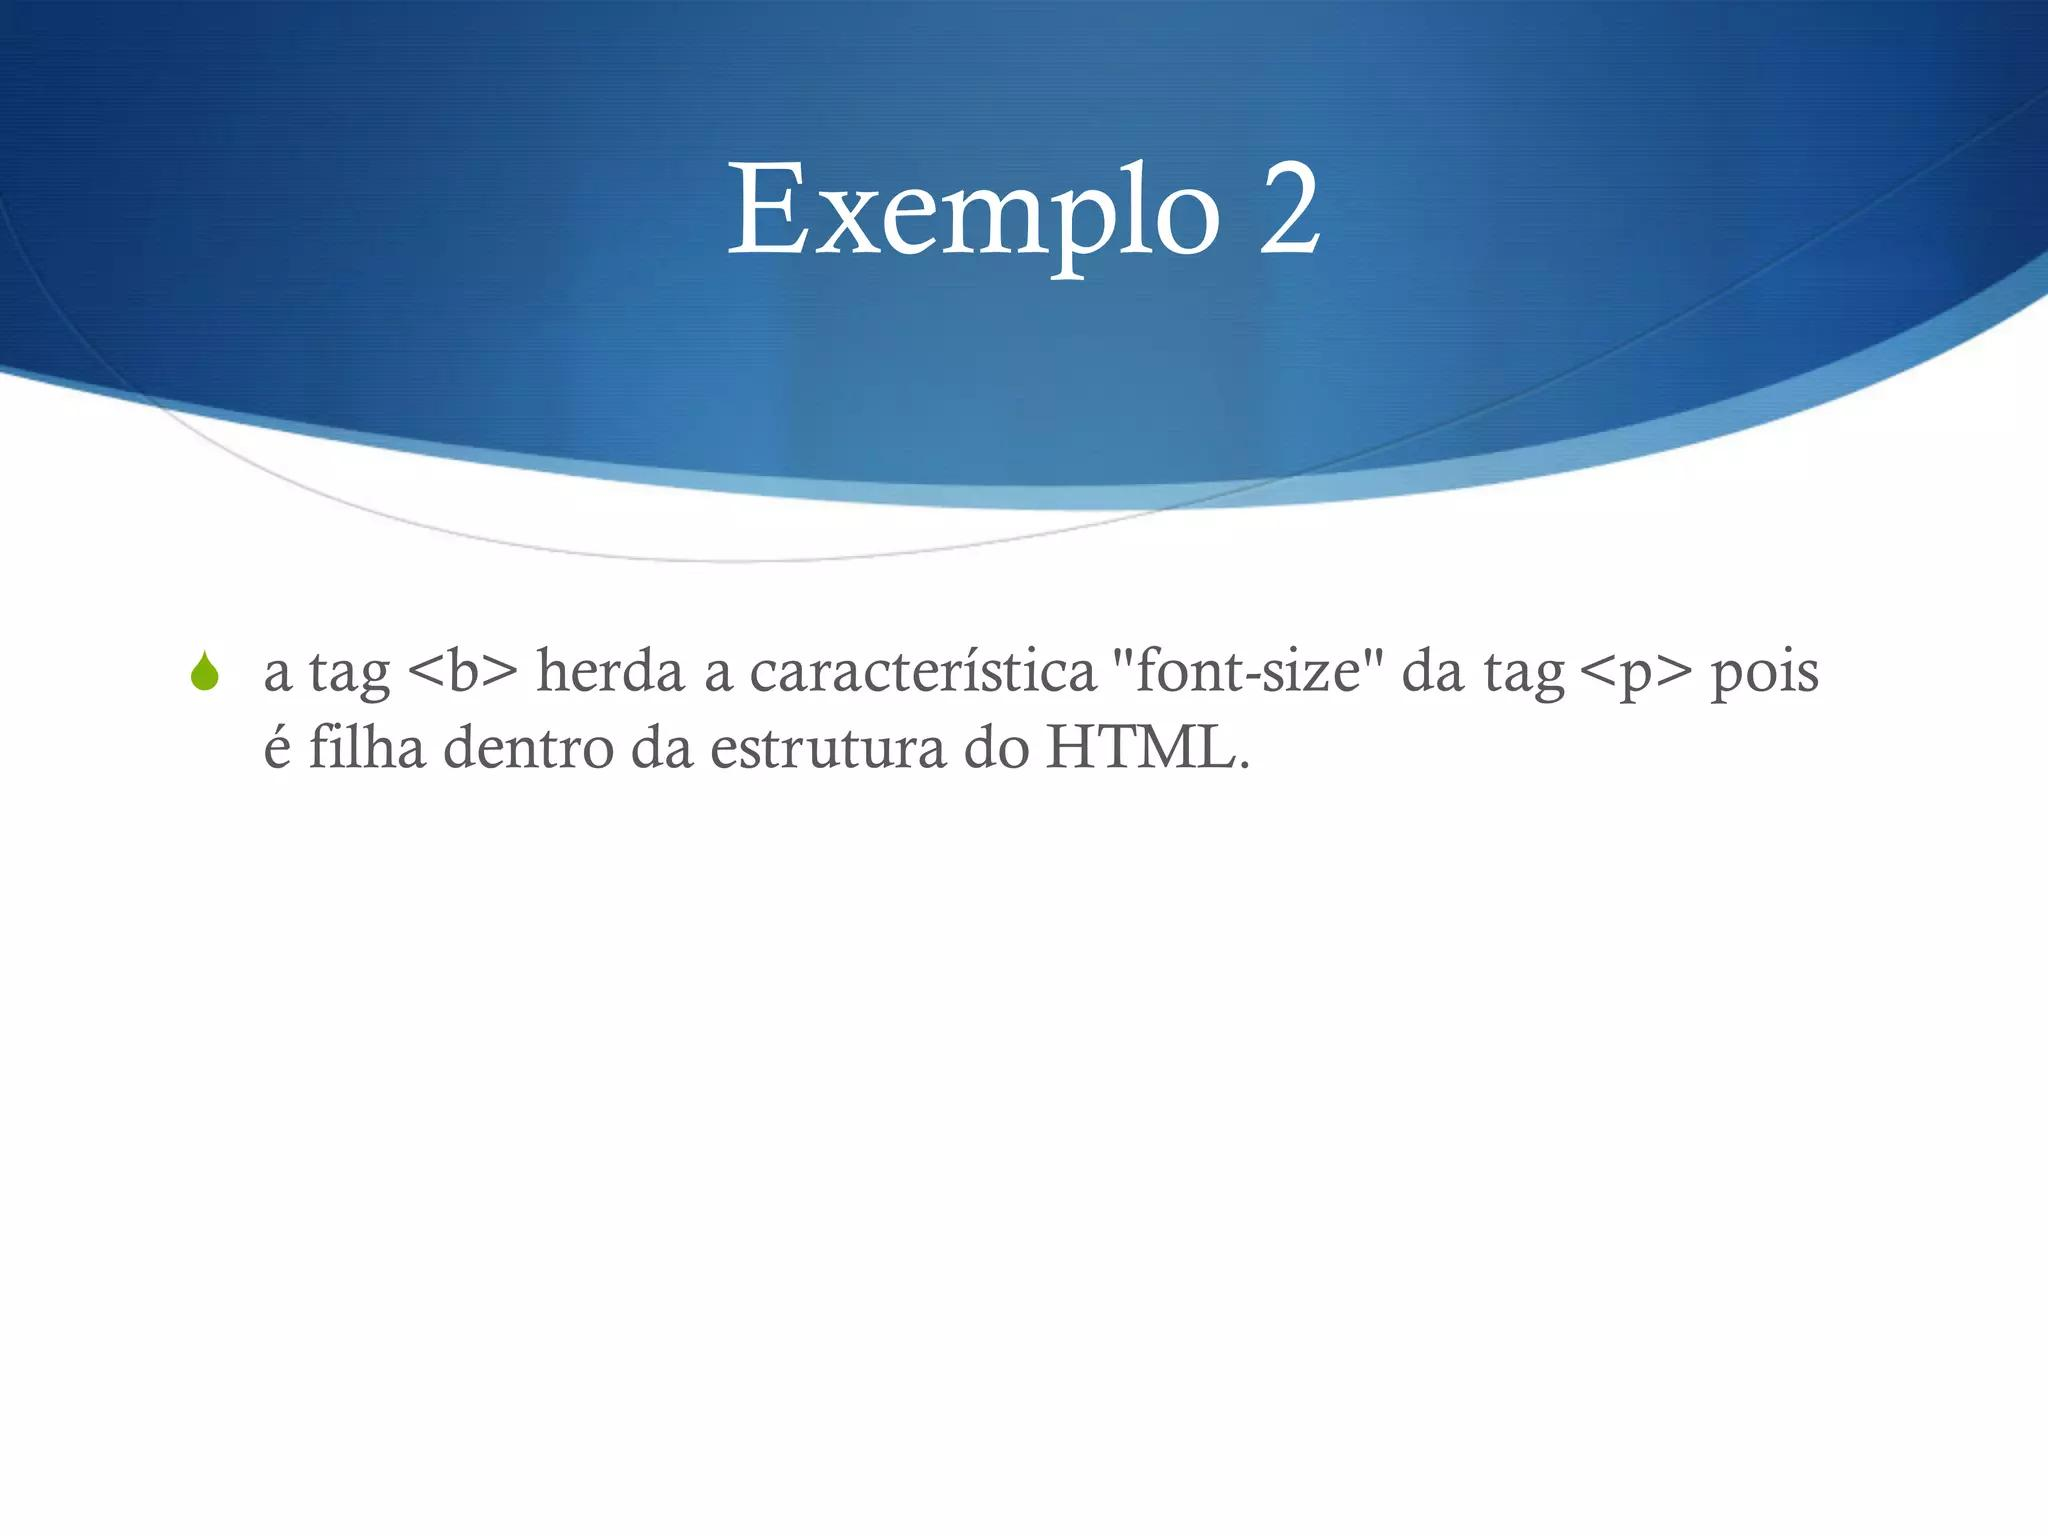 Exemplo 2
a tag <b> herda a característica "font-size" da tag <p> pois
é filha dentro da estrutura do HTML.